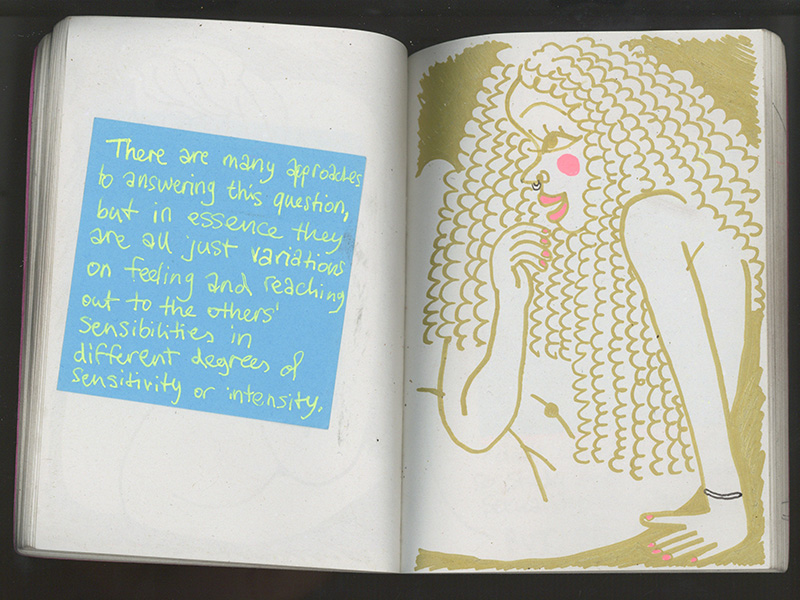 There are many approaches
to answering this question,
but in essence they
are all just variations
on feeling and reaching
out to the others'
sensibilities in
different degrees of
sensitivity or intensity.